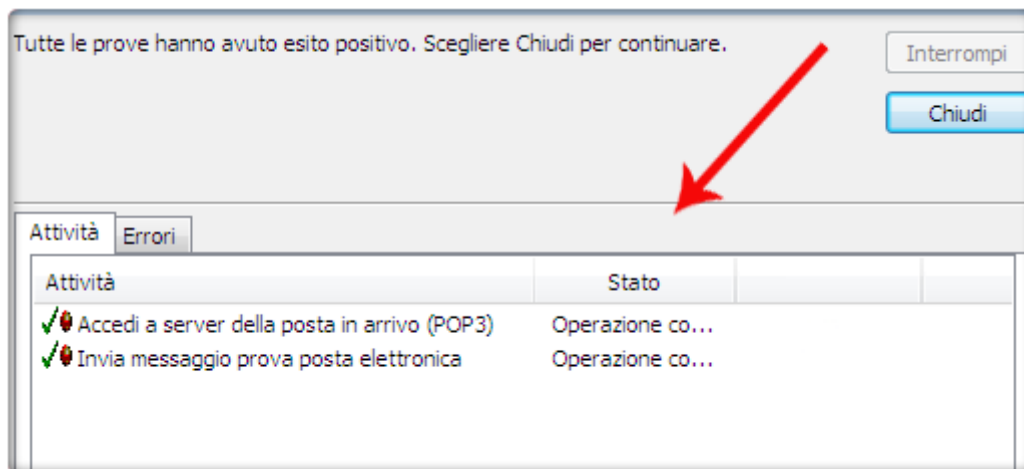 Tutte le prove hanno avuto esito positivo. Scegliere Chiudi per continuare.
Interrompi
Chiudi
Attività Errori
Attività Stato
Accedi a server della posta in arrivo (POP3) Operazione co...
Invia messaggio prova posta elettronica Operazione co...